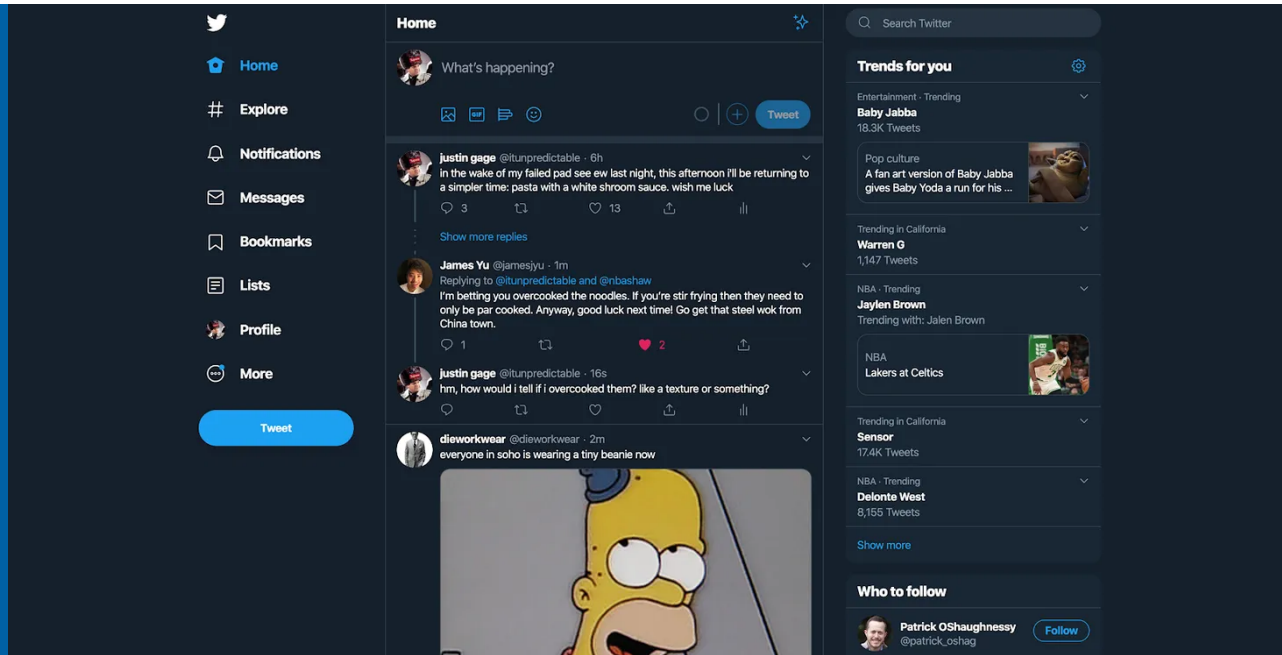 Home
Explore
Notifications
Messages
Bookmarks
Lists
Profile
More
Tweet
Home
What's happening?
GIF
Tweet
justin gage @itunpredictable · 6h
in the wake of my failed pad see ew last night, this afternoon i'll be returning to
a simpler time: pasta with a white shroom sauce. wish me luck
3 13
Show more replies
James Yu @jamesjyu · 1m
Replying to @itunpredictable and @nbashaw
I'm betting you overcooked the noodles. If you're stir frying then they need to
only be par cooked. Anyway, good luck next time! Go get that steel wok from
China town.
1 2
justin gage @itunpredictable · 16s
hm, how would i tell if i overcooked them? like a texture or something?
dieworkwear @dieworkwear · 2m
everyone in soho is wearing a tiny beanie now
Search Twitter
Trends for you
Entertainment · Trending
Baby Jabba
18.3K Tweets
Pop culture
A fan art version of Baby Jabba
gives Baby Yoda a run for his ...
Trending in California
Warren G
1,147 Tweets
NBA · Trending
Jaylen Brown
Trending with: Jalen Brown
NBA
Lakers at Celtics
Trending in California
Sensor
17.4K Tweets
NBA · Trending
Delonte West
8,155 Tweets
Show more
Who to follow
Patrick OShaughnessy
@patrick_oshag
Follow